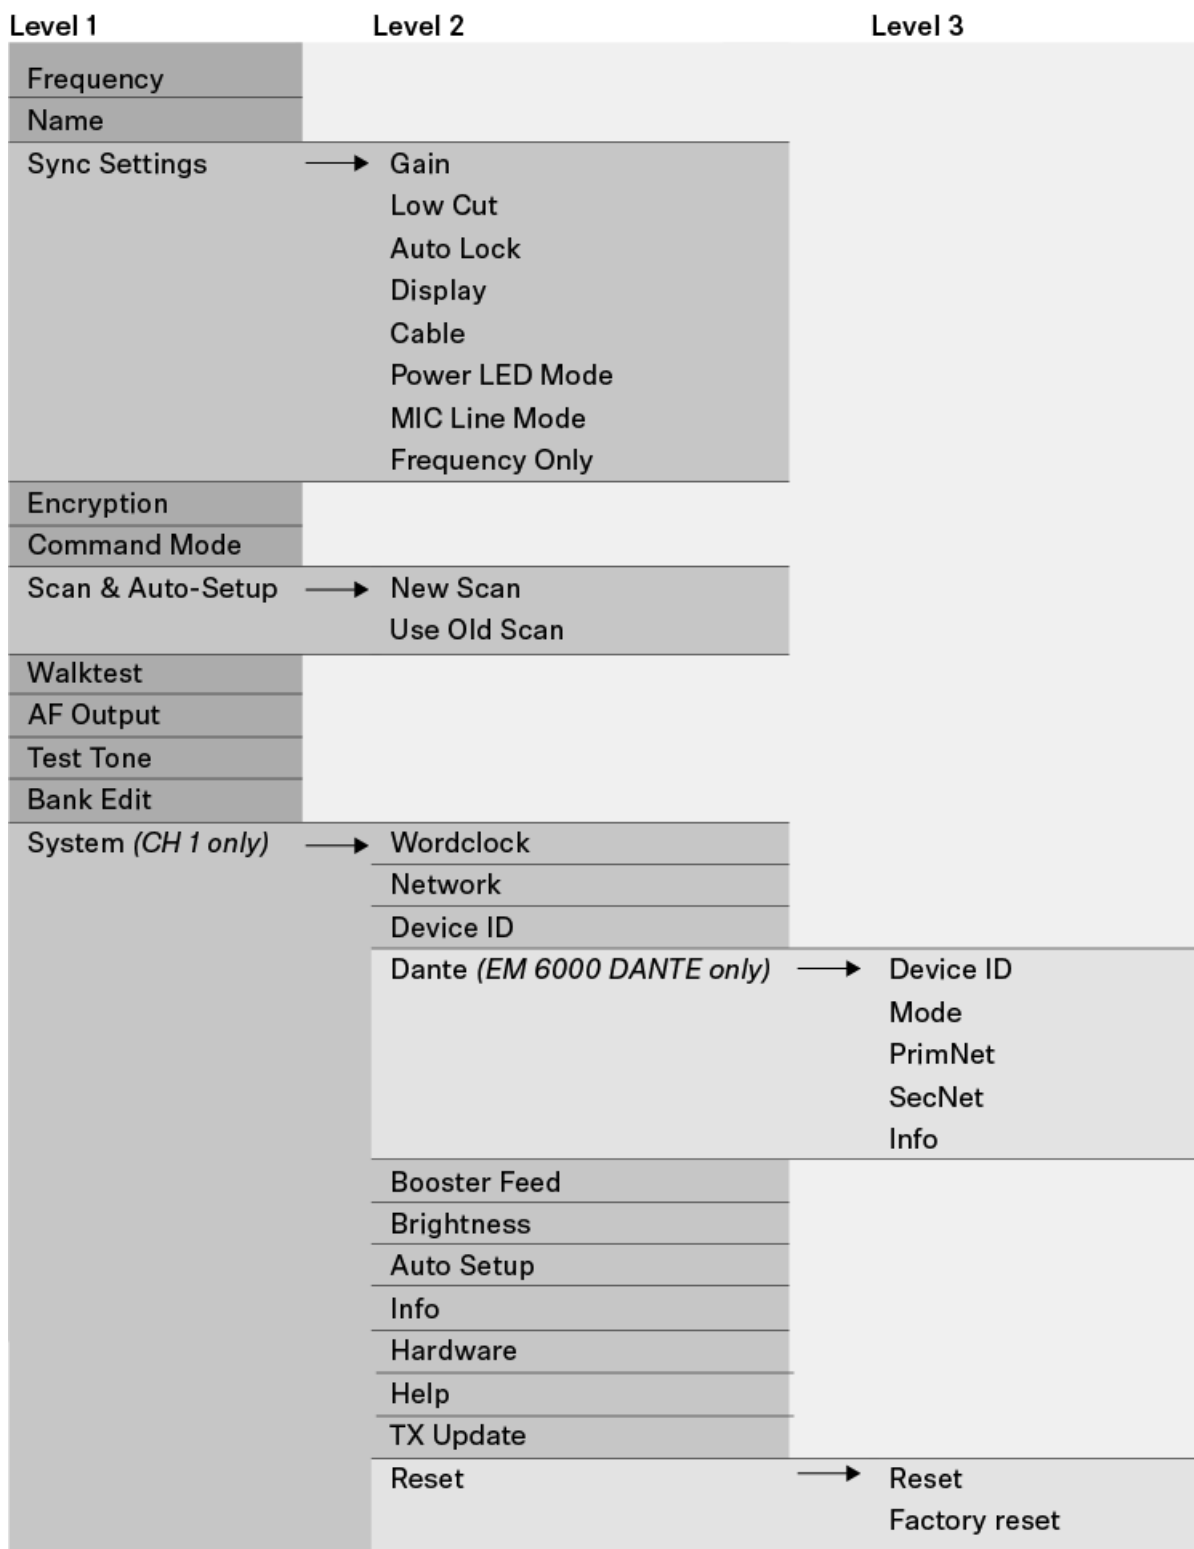 Level 1 Level 2 Level 3
Frequency
Name
Sync Settings Gain
Low Cut
Auto Lock
Display
Cable
Power LED Mode
MIC Line Mode
Frequency Only
Encryption
Command Mode
Scan & Auto-Setup New Scan
Use Old Scan
Walktest
AF Output
Test Tone
Bank Edit
System (CH 1 only) Wordclock
Network
Device ID
Dante (EM 6000 DANTE only) Device ID
Mode
PrimNet
SecNet
Info
Booster Feed
Brightness
Auto Setup
Info
Hardware
Help
TX Update
Reset Reset
Factory reset